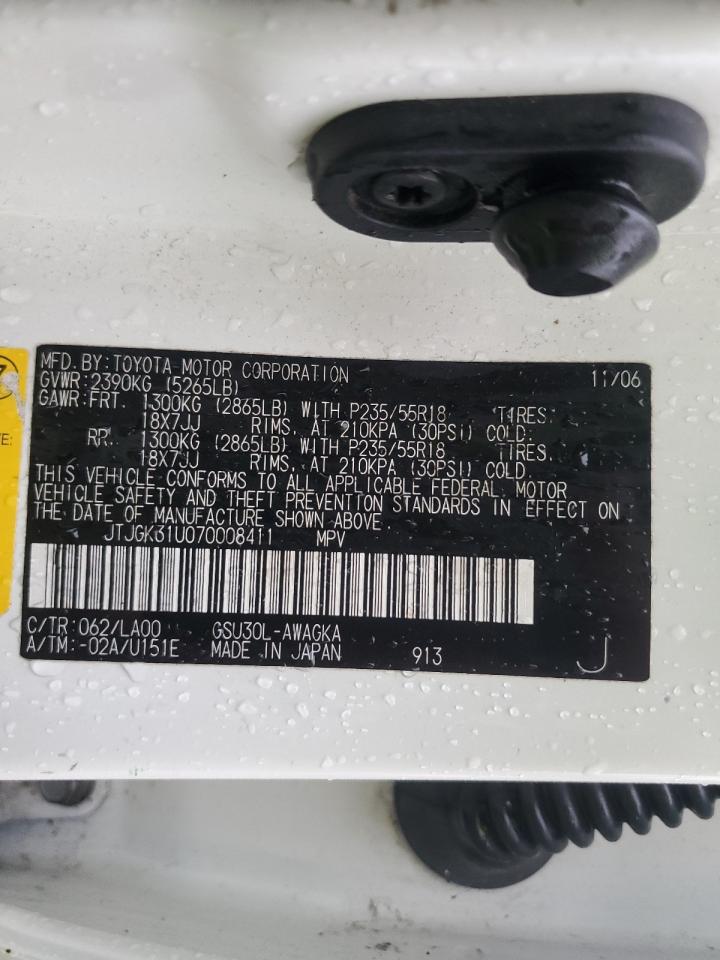 MFD. BY: TOYOTA MOTOR CORPORATION 11/06
GVWR: 2390KG (5265LB)
GAWR: FRT. 1300KG (2865LB) WITH P235/55R18 TIRES,
18X7JJ RIMS, AT 210KPA (30PSI) COLD.
RR. 1300KG (2865LB) WITH P235/55R18 TIRES,
18X7JJ RIMS, AT 210KPA (30PSI) COLD.
THIS VEHICLE CONFORMS TO ALL APPLICABLE FEDERAL MOTOR
VEHICLE SAFETY AND THEFT PREVENTION STANDARDS IN EFFECT ON
THE DATE OF MANUFACTURE SHOWN ABOVE.
JTJGK31U070008411 MPV
C/TR: 062/LA00 GSU30L-AWAGKA
A/TM: -02A/U151E MADE IN JAPAN 913 J